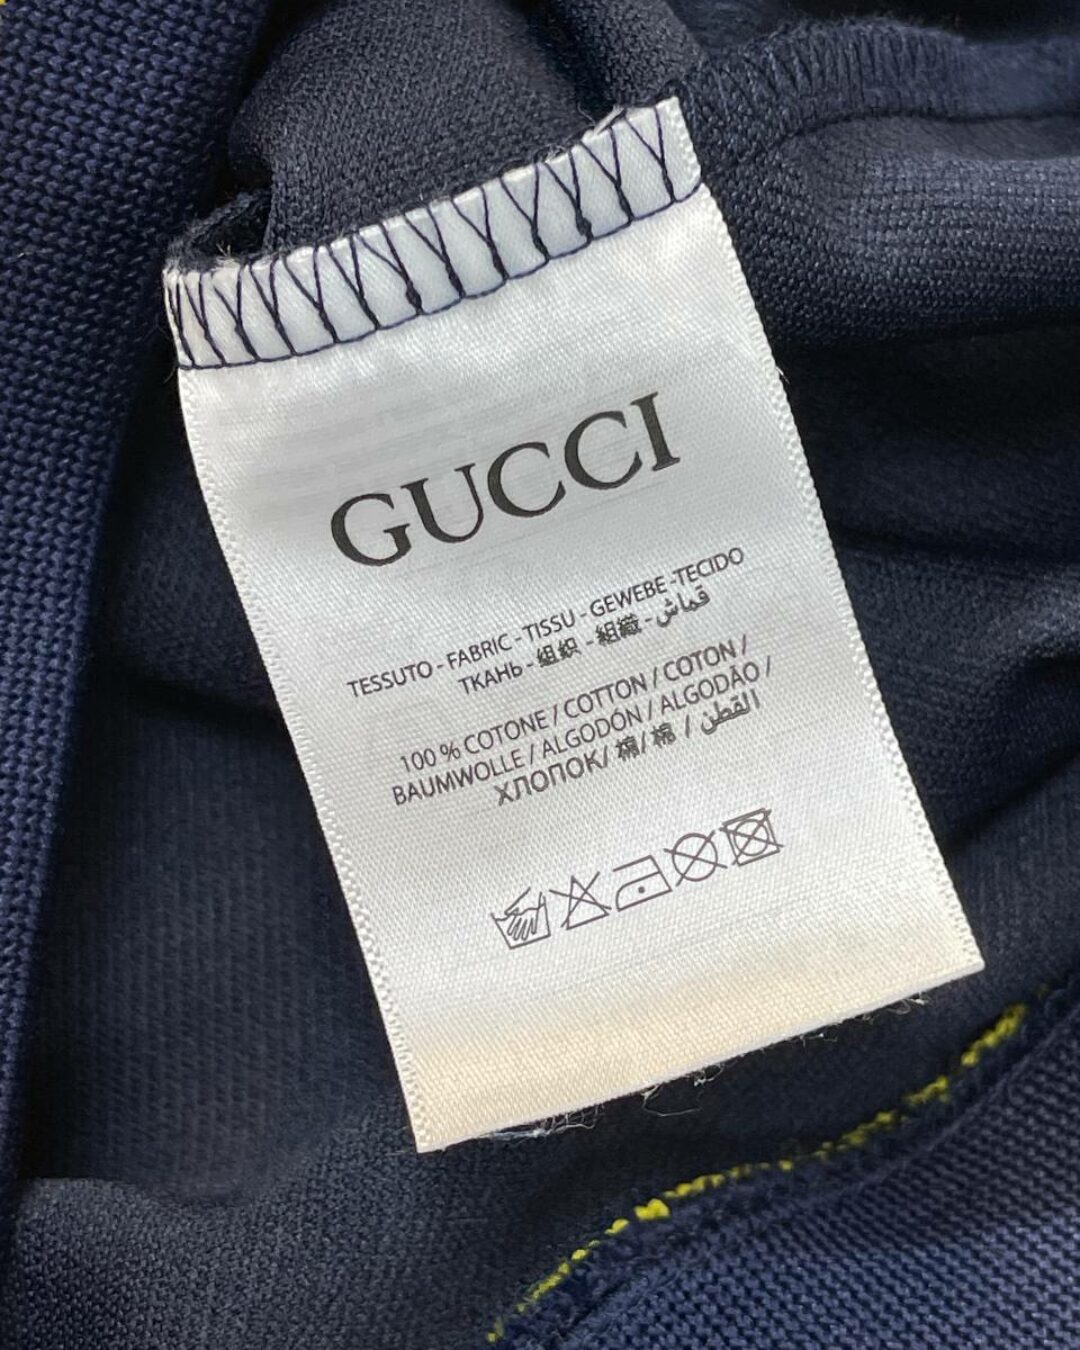 GUCCI
TESSUTO - FABRIC - TISSU - GEWEBE -TECIDO
ТКАНЬ - 组织 - 組織 - قماش
100 % COTONE / COTTON / COTON /
BAUMWOLLE / ALGODÓN / ALGODÃO /
ХЛОПОК/ 棉/ 棉 / القطن